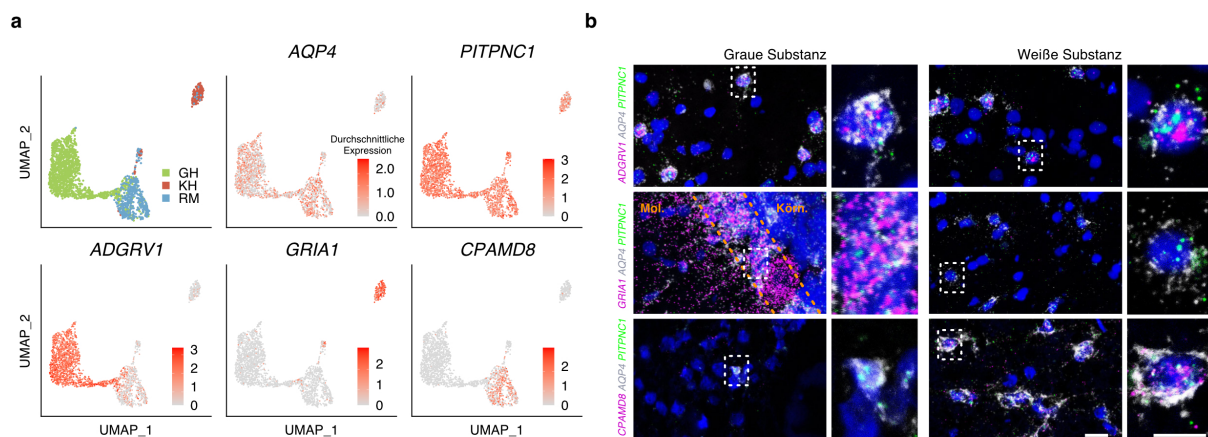 a
AQP4
PITPNC1
UMAP_2
GH
KH
RM
Durchschnittliche
Expression
2.0
1.0
0.0
3
2
1
0
ADGRV1
GRIA1
CPAMD8
UMAP_2
3
2
1
0
2
1
0
2
1
0
UMAP_1
UMAP_1
UMAP_1
b
Graue Substanz
Weiße Substanz
ADGRV1 AQP4 PITPNC1
GRIA1 AQP4 PITPNC1
Mol.
Körn.
CPAMD8 AQP4 PITPNC1